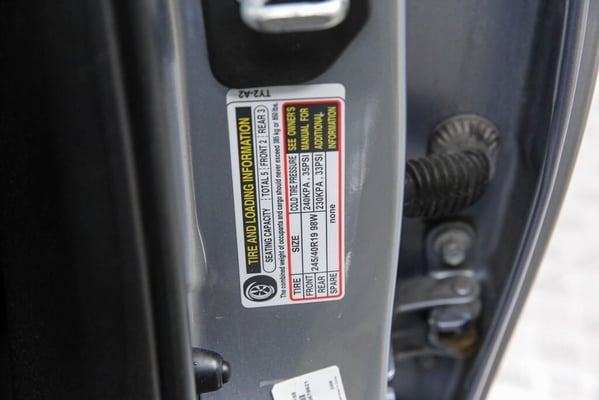 TY2-A2
TIRE AND LOADING INFORMATION
SEATING CAPACITY TOTAL 5 FRONT 2 REAR 3
The combined weight of occupants and cargo should never exceed 385 kg or 850 lbs.
TIRE SIZE COLD TIRE PRESSURE
FRONT 245/40R19 98W 240KPA , 35PSI
REAR 230KPA , 33PSI
SPARE none
SEE OWNER'S
MANUAL FOR
ADDITIONAL
INFORMATION